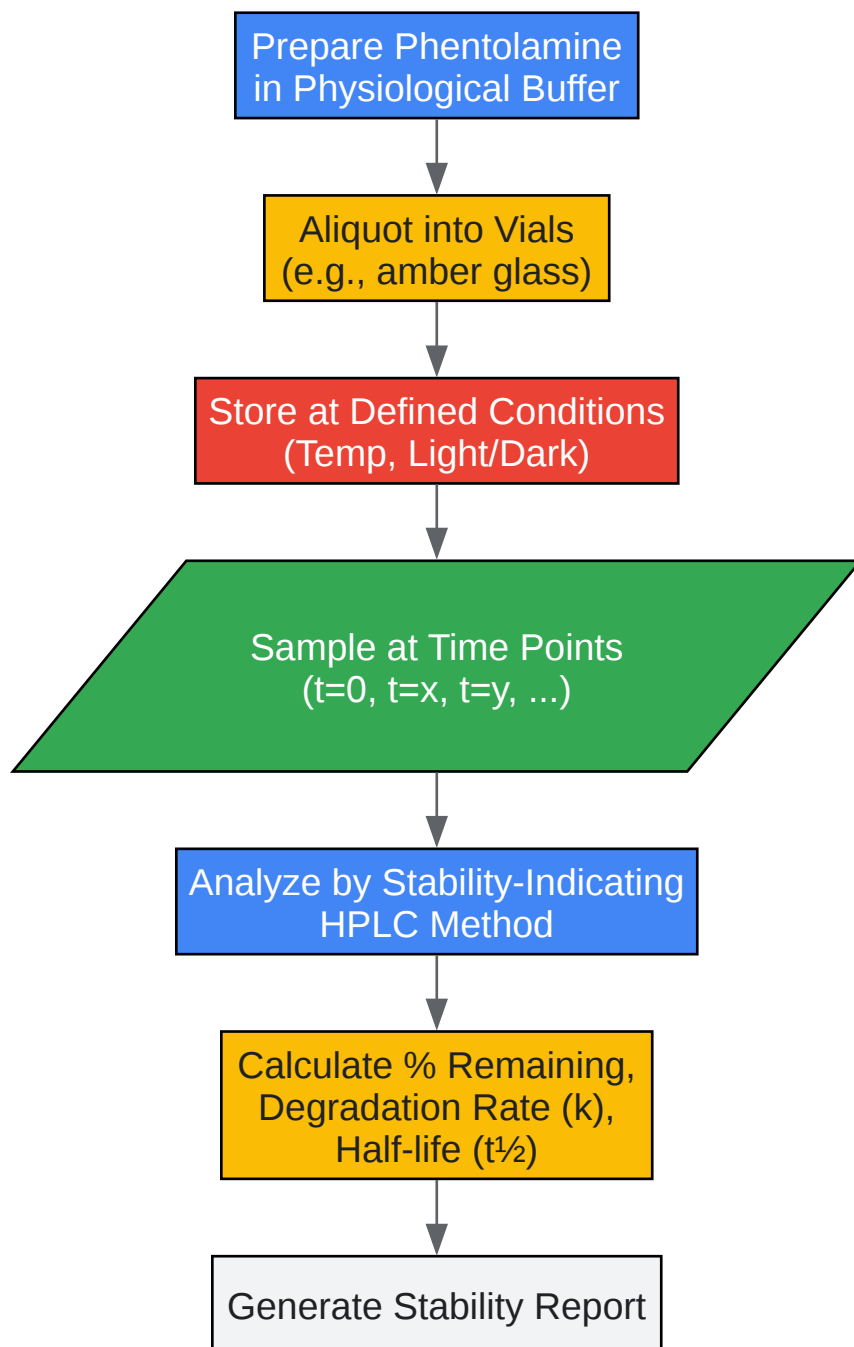 Prepare Phentolamine
in Physiological Buffer
Aliquot into Vials
(e.g., amber glass)
Store at Defined Conditions
(Temp, Light/Dark)
Sample at Time Points
(t=0, t=x, t=y, ...)
Analyze by Stability-Indicating
HPLC Method
Calculate % Remaining,
Degradation Rate (k),
Half-life (t½)
Generate Stability Report